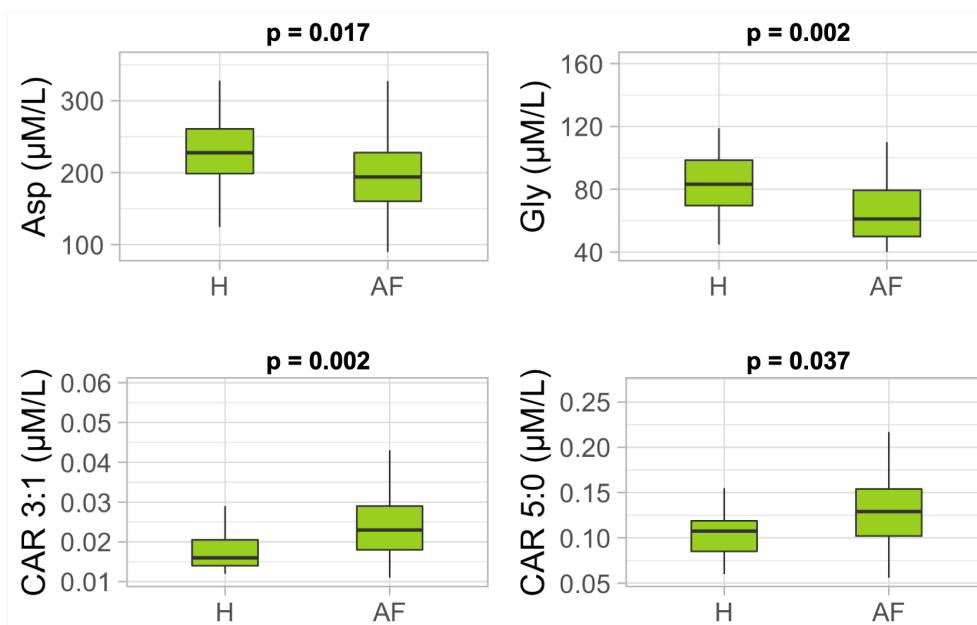 p = 0.017
Asp (µM/L)
300
200
100
H AF
p = 0.002
Gly (µM/L)
160
120
80
40
H AF
p = 0.002
CAR 3:1 (µM/L)
0.06
0.05
0.04
0.03
0.02
0.01
H AF
p = 0.037
CAR 5:0 (µM/L)
0.25
0.20
0.15
0.10
0.05
H AF